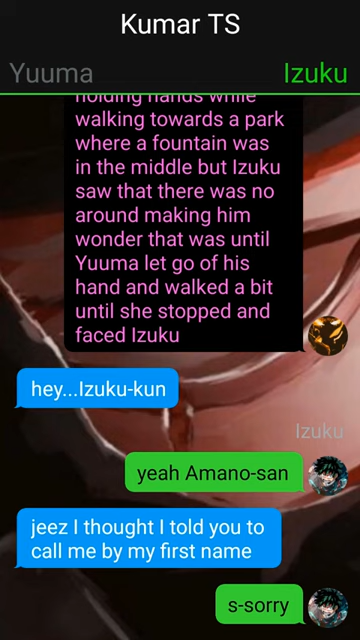 Kumar TS
Yuuma
Izuku
holding hands while
walking towards a park
where a fountain was
in the middle but Izuku
saw that there was no
around making him
wonder that was until
Yuuma let go of his
hand and walked a bit
until she stopped and
faced Izuku
hey...Izuku-kun
Izuku
yeah Amano-san
jeez I thought I told you to
call me by my first name
s-sorry